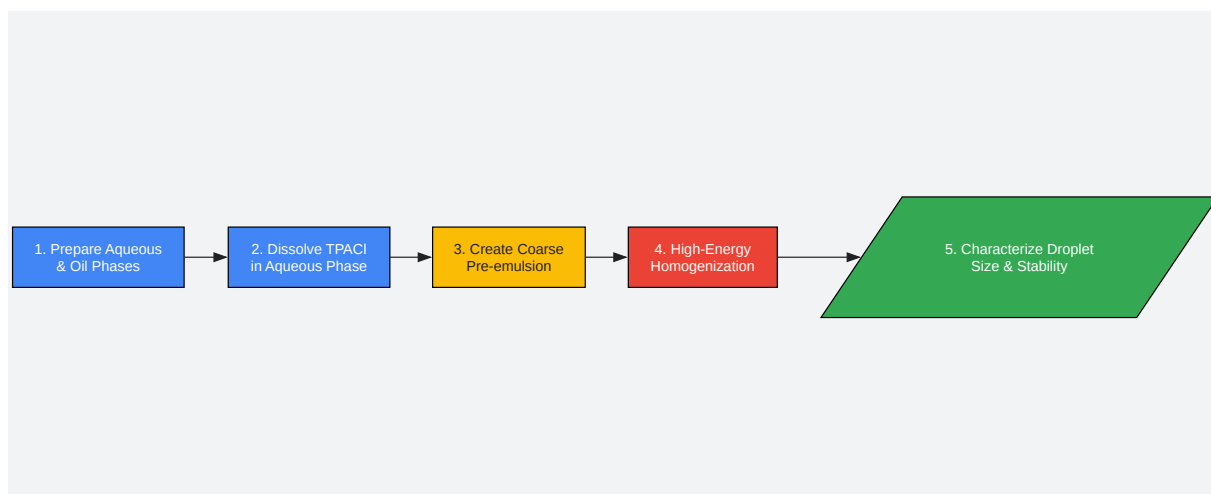 1. Prepare Aqueous
& Oil Phases
2. Dissolve TPACl
in Aqueous Phase
3. Create Coarse
Pre-emulsion
4. High-Energy
Homogenization
5. Characterize Droplet
Size & Stability